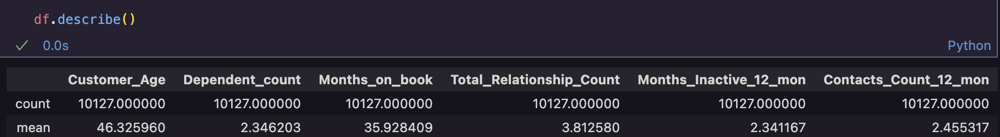 df.describe()
0.0s
Python
Customer_Age Dependent_count Months_on_book Total_Relationship_Count Months_Inactive_12_mon Contacts_Count_12_mon
count 10127.000000 10127.000000 10127.000000 10127.000000 10127.000000 10127.000000
mean 46.325960 2.346203 35.928409 3.812580 2.341167 2.455317